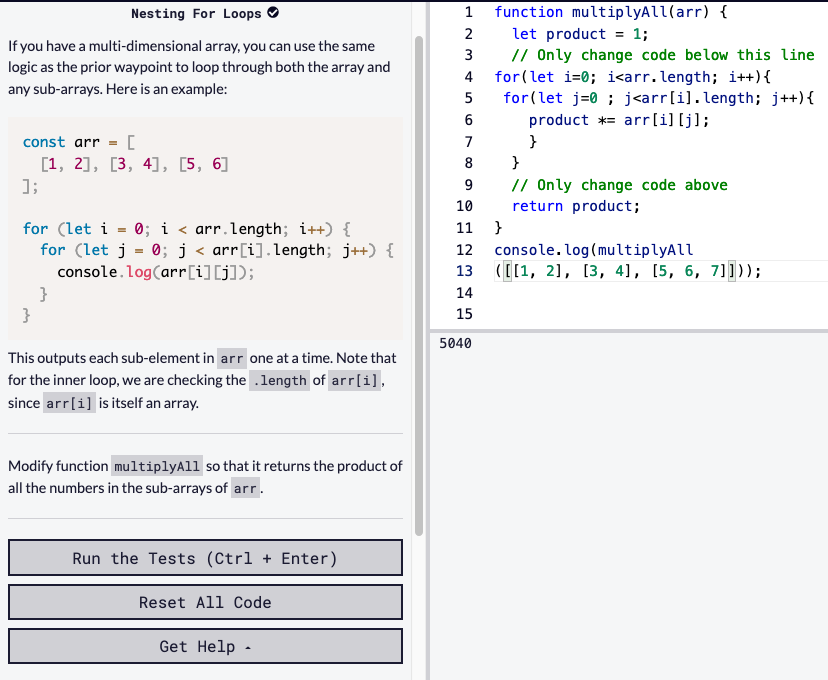 Nesting For Loops
If you have a multi-dimensional array, you can use the same
logic as the prior waypoint to loop through both the array and
any sub-arrays. Here is an example:
const arr = [
  [1, 2], [3, 4], [5, 6]
];
for (let i = 0; i < arr.length; i++) {
  for (let j = 0; j < arr[i].length; j++) {
    console.log(arr[i][j]);
  }
}
This outputs each sub-element in arr one at a time. Note that
for the inner loop, we are checking the .length of arr[i],
since arr[i] is itself an array.
Modify function multiplyAll so that it returns the product of
all the numbers in the sub-arrays of arr.
Run the Tests (Ctrl + Enter)
Reset All Code
Get Help
1 function multiplyAll(arr) {
2   let product = 1;
3   // Only change code below this line
4 for(let i=0; i<arr.length; i++){
5  for(let j=0 ; j<arr[i].length; j++){
6     product *= arr[i][j];
7     }
8   }
9   // Only change code above
10   return product;
11 }
12 console.log(multiplyAll
13 ([[1, 2], [3, 4], [5, 6, 7]]));
14
15
5040